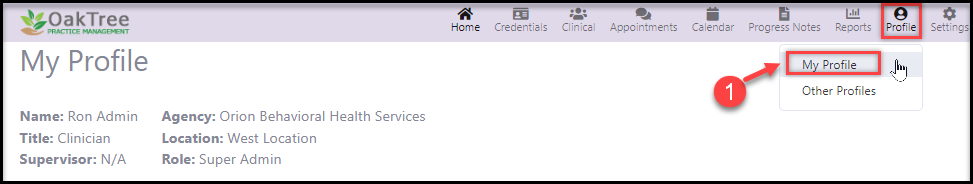 OakTree
PRACTICE MANAGEMENT
Home Credentials Clinical Appointments Calendar Progress Notes Reports Profile Settings
My Profile
My Profile
1
Other Profiles
Name: Ron Admin Agency: Orion Behavioral Health Services
Title: Clinician Location: West Location
Supervisor: N/A Role: Super Admin